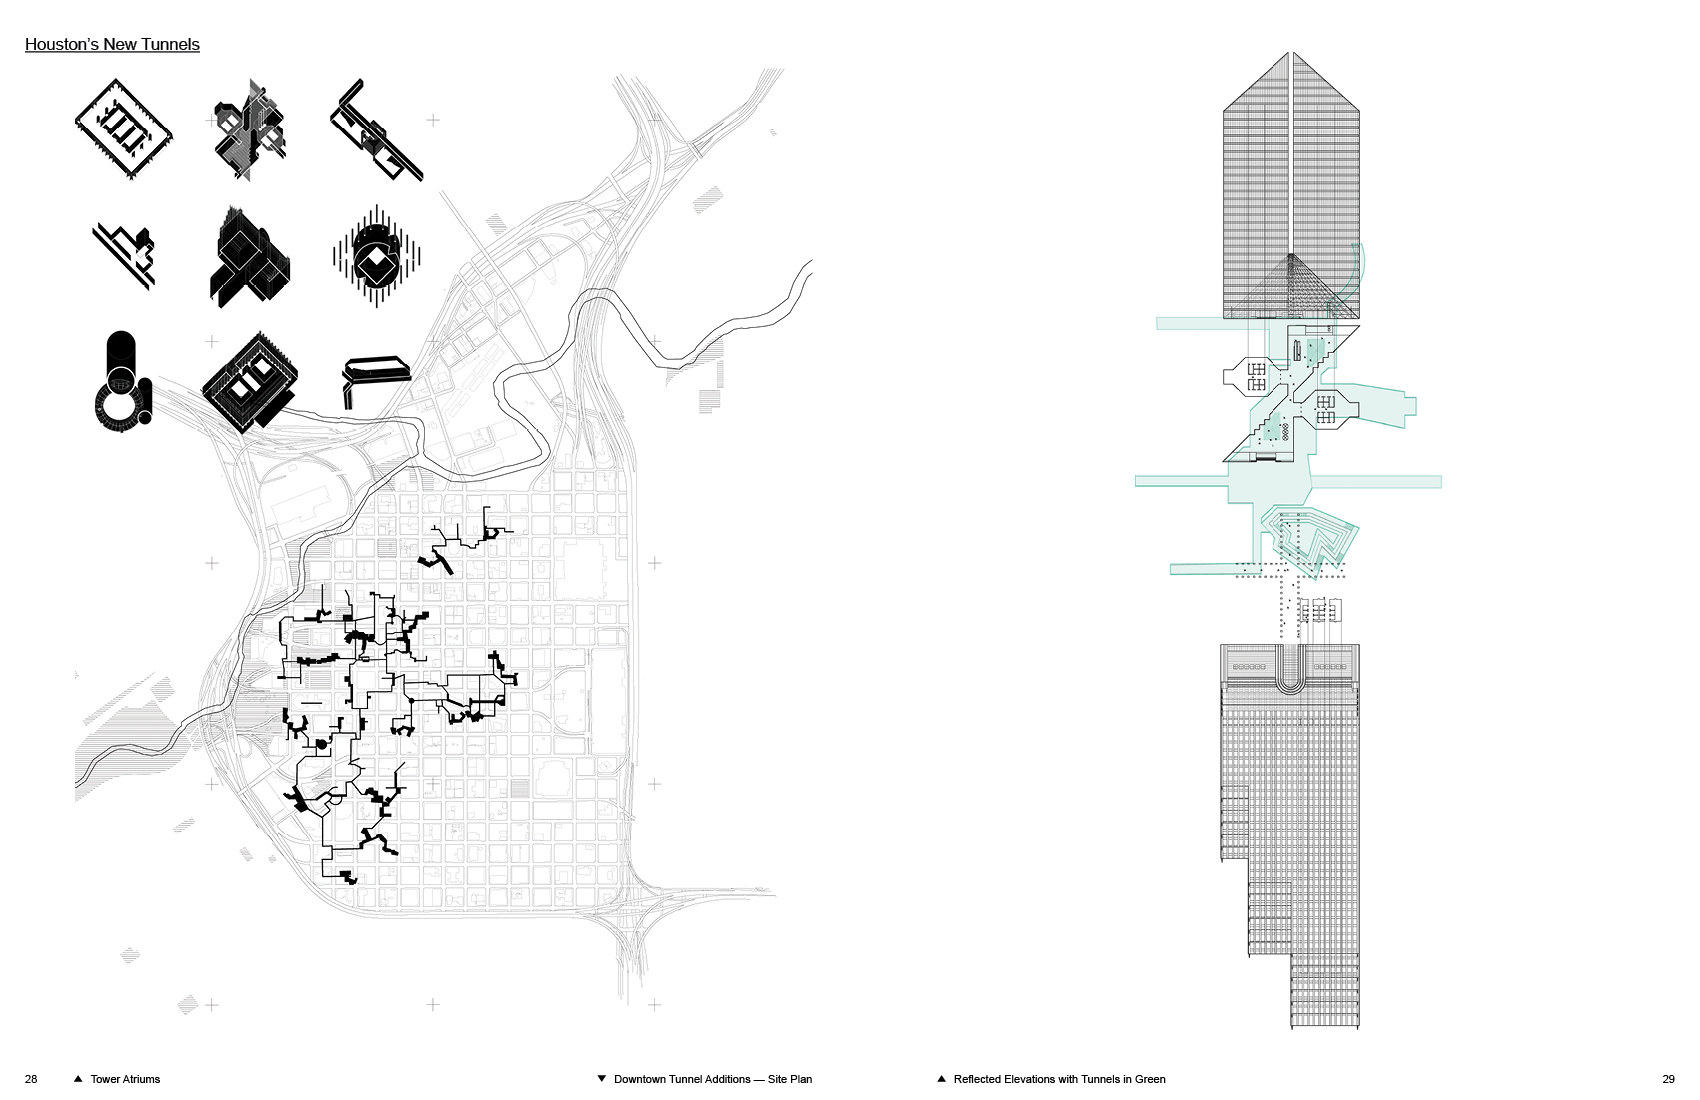 Houston’s New Tunnels
28
▲ Tower Atriums
▼ Downtown Tunnel Additions — Site Plan
▲ Reflected Elevations with Tunnels in Green
29